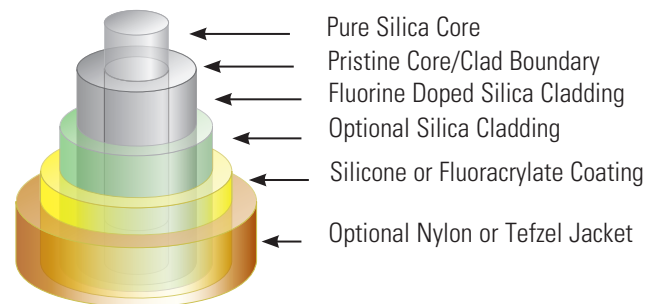 Pure Silica Core
Pristine Core/Clad Boundary
Fluorine Doped Silica Cladding
Optional Silica Cladding
Silicone or Fluoracrylate Coating
Optional Nylon or Tefzel Jacket